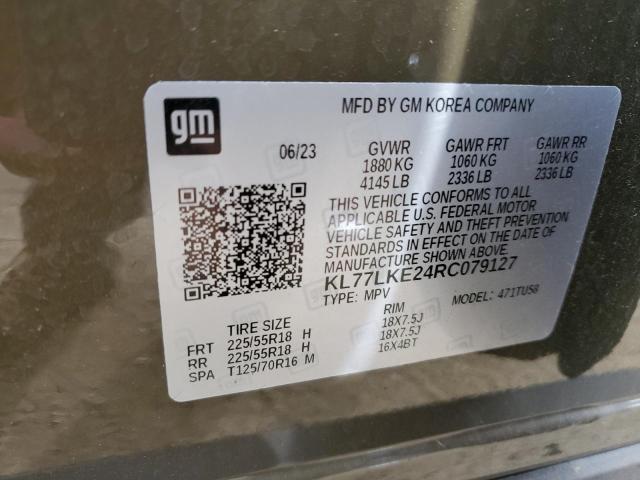 gm
MFD BY GM KOREA COMPANY
06/23 GVWR GAWR FRT GAWR RR
1880 KG 1060 KG 1060 KG
4145 LB 2336 LB 2336 LB
THIS VEHICLE CONFORMS TO ALL
APPLICABLE U.S. FEDERAL MOTOR
VEHICLE SAFETY AND THEFT PREVENTION
STANDARDS IN EFFECT ON THE DATE OF
MANUFACTURE SHOWN ABOVE
KL77LKE24RC079127
TYPE: MPV MODEL: 471TU58
TIRE SIZE RIM
FRT 225/55R18 H 18X7.5J
RR 225/55R18 H 18X7.5J
SPA T125/70R16 M 16X4BT